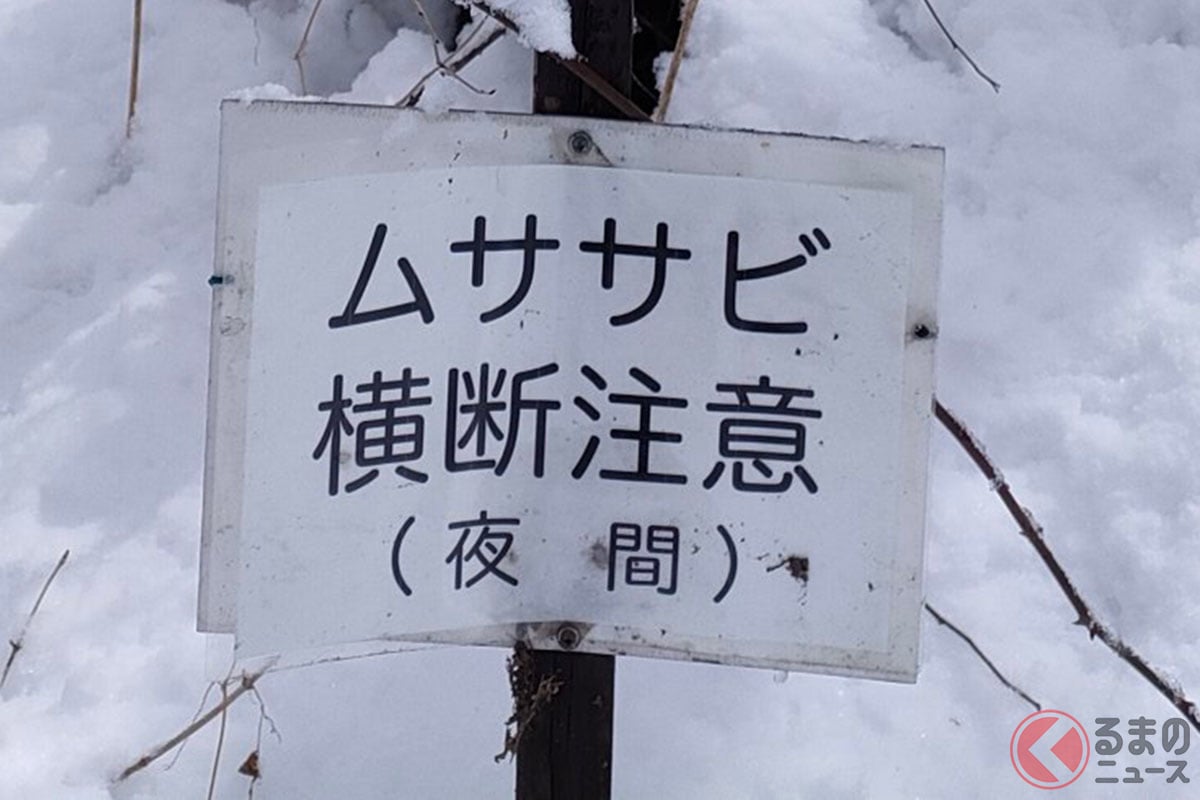 ムササビ
横断注意
(夜 間)
るまの
ニュース